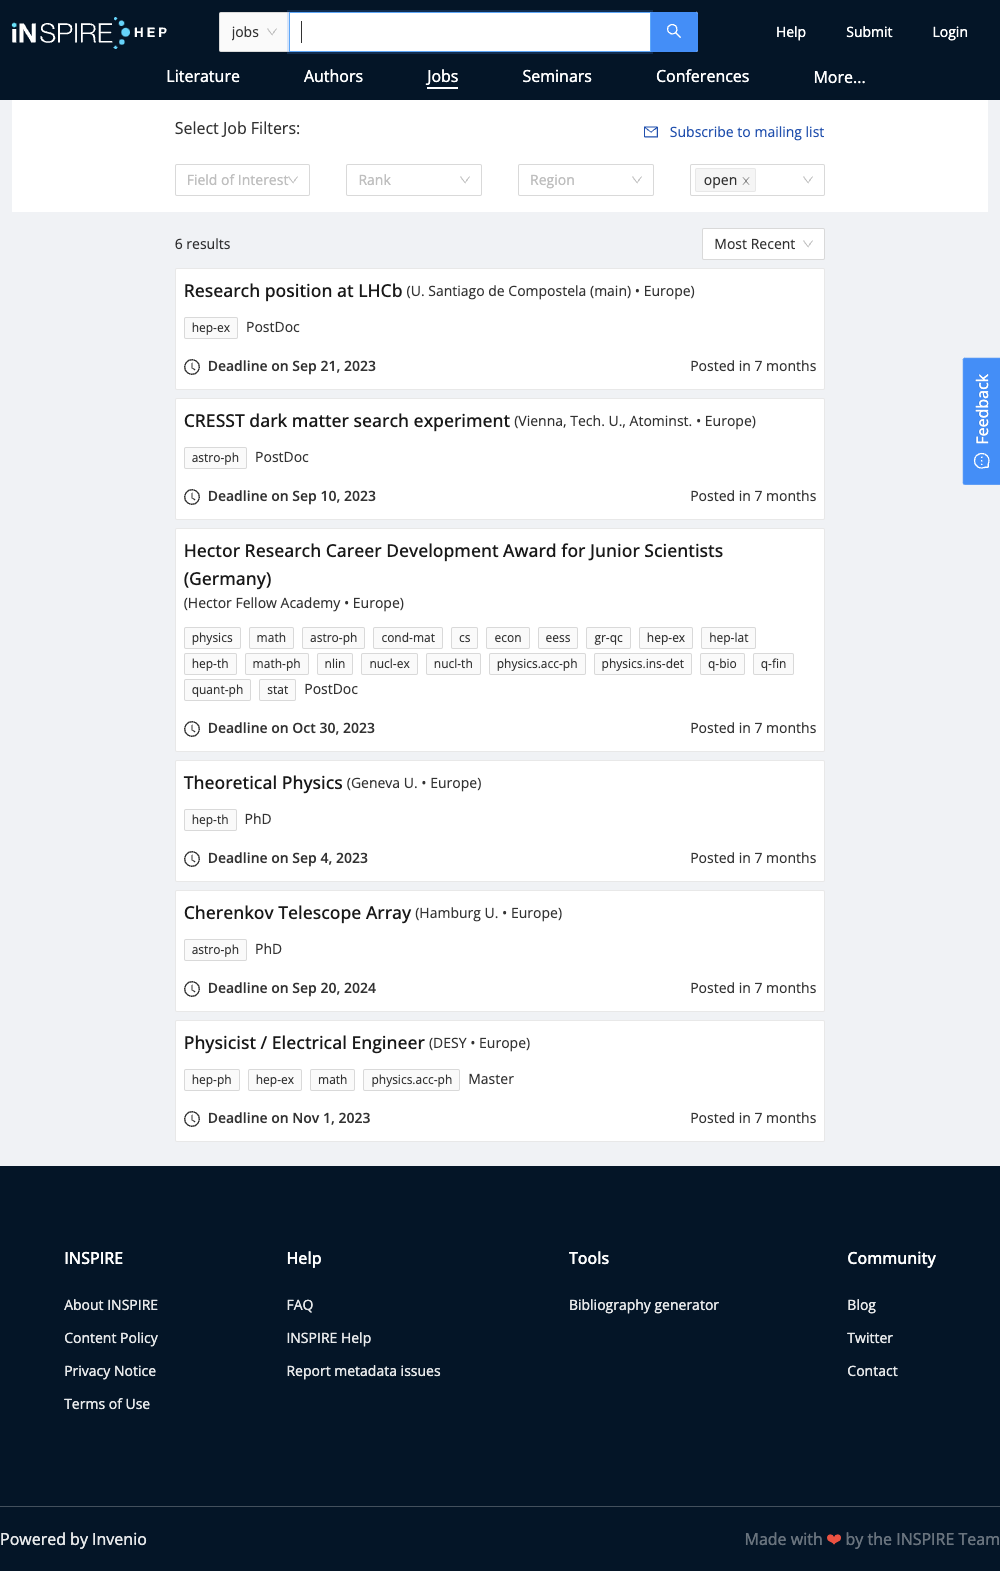 iNSPIRE HEP
jobs
Help Submit Login
Literature Authors Jobs Seminars Conferences More...
Select Job Filters:
Subscribe to mailing list
Field of Interest Rank Region open
6 results
Most Recent
Research position at LHCb (U. Santiago de Compostela (main) • Europe)
hep-ex PostDoc
Deadline on Sep 21, 2023 Posted in 7 months
CRESST dark matter search experiment (Vienna, Tech. U., Atominst. • Europe)
astro-ph PostDoc
Deadline on Sep 10, 2023 Posted in 7 months
Hector Research Career Development Award for Junior Scientists
(Germany)
(Hector Fellow Academy • Europe)
physics math astro-ph cond-mat cs econ eess gr-qc hep-ex hep-lat
hep-th math-ph nlin nucl-ex nucl-th physics.acc-ph physics.ins-det q-bio q-fin
quant-ph stat PostDoc
Deadline on Oct 30, 2023 Posted in 7 months
Theoretical Physics (Geneva U. • Europe)
hep-th PhD
Deadline on Sep 4, 2023 Posted in 7 months
Cherenkov Telescope Array (Hamburg U. • Europe)
astro-ph PhD
Deadline on Sep 20, 2024 Posted in 7 months
Physicist / Electrical Engineer (DESY • Europe)
hep-ph hep-ex math physics.acc-ph Master
Deadline on Nov 1, 2023 Posted in 7 months
Feedback
INSPIRE
About INSPIRE
Content Policy
Privacy Notice
Terms of Use
Help
FAQ
INSPIRE Help
Report metadata issues
Tools
Bibliography generator
Community
Blog
Twitter
Contact
Powered by Invenio
Made with ❤ by the INSPIRE Team